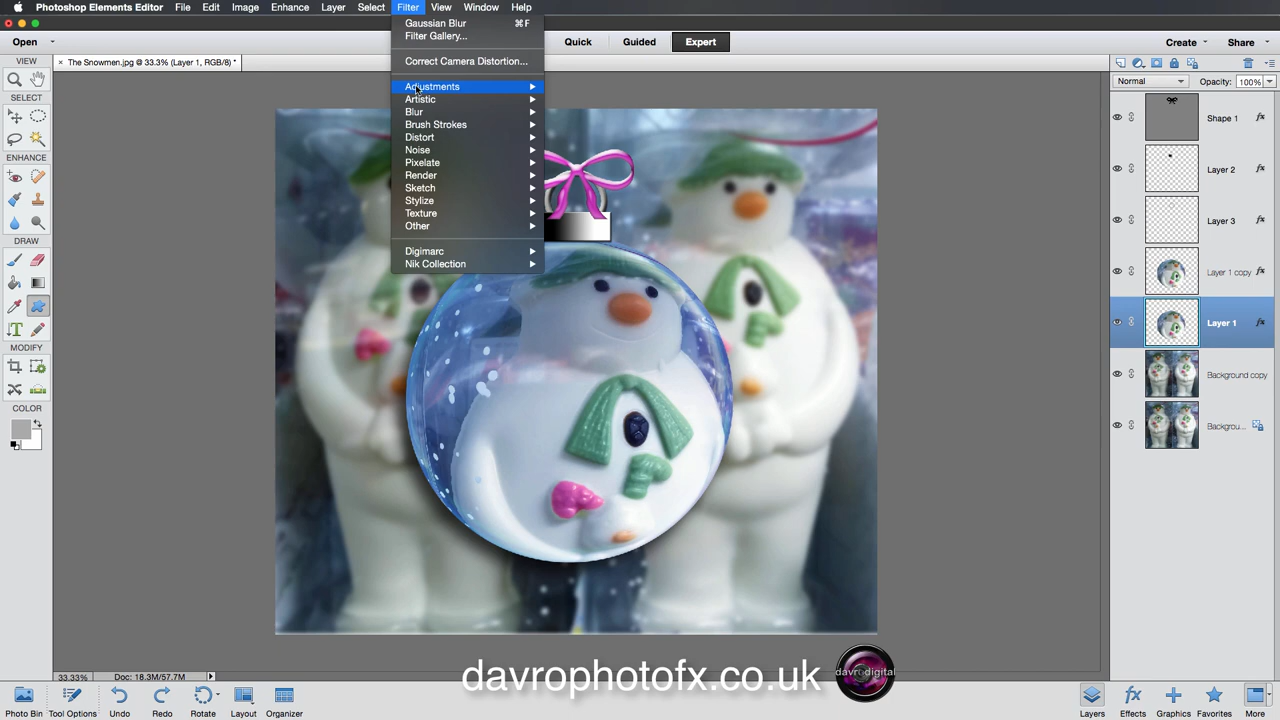 Photoshop Elements Editor File Edit Image Enhance Layer Select Filter View Window Help
Open
Quick Guided Expert
Create Share
× The Snowmen.jpg @ 33.3% (Layer 1, RGB/8) *
Gaussian Blur ⌘F
Filter Gallery...
Correct Camera Distortion...
Adjustments
Artistic
Blur
Brush Strokes
Distort
Noise
Pixelate
Render
Sketch
Stylize
Texture
Other
Digimarc
Nik Collection
VIEW
SELECT
ENHANCE
DRAW
MODIFY
COLOR
Normal Opacity: 100%
Shape 1 fx
Layer 2
Layer 3
Layer 1 copy fx
Layer 1 fx
Background copy
Backgrou...
davrophotofx.co.uk
davrodigital
33.33% Doc: 18.3M/57.7M
Photo Bin Tool Options Undo Redo Rotate Layout Organizer
Layers Effects Graphics Favorites More